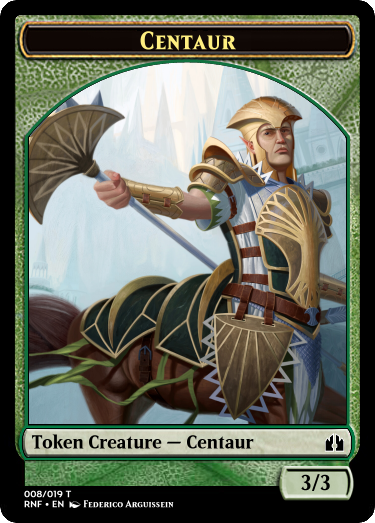 Centaur
Token Creature — Centaur
3/3
008/019 T
RNF • EN Federico Arguissein